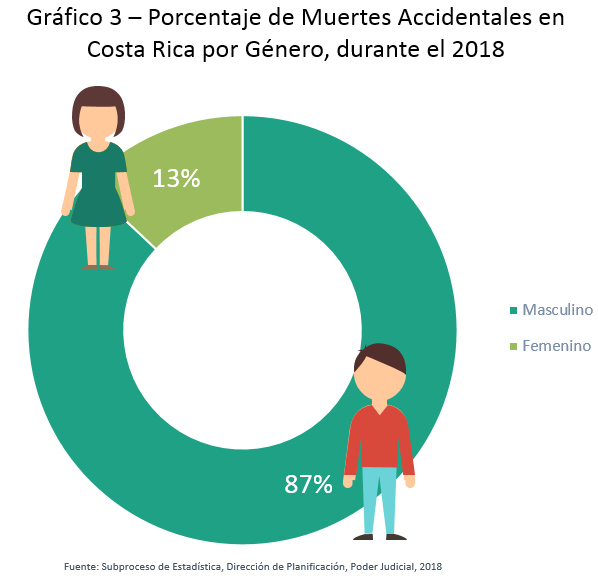 Gráfico 3 – Porcentaje de Muertes Accidentales en
Costa Rica por Género, durante el 2018
13%
Masculino
Femenino
87%
Fuente: Subproceso de Estadística, Dirección de Planificación, Poder Judicial, 2018